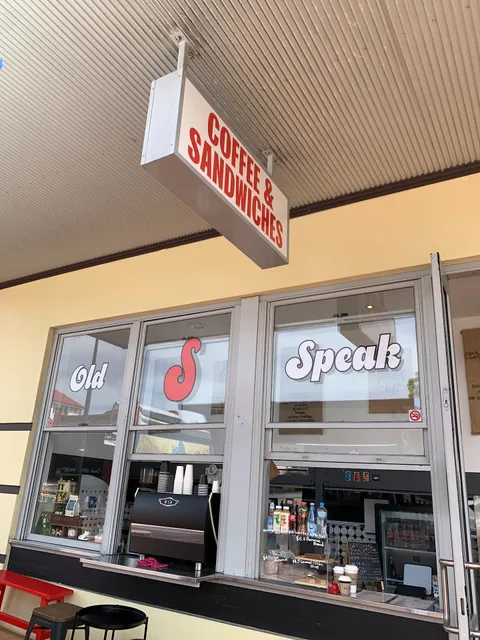 COFFEE &
SANDWICHES
Old
S
Speak